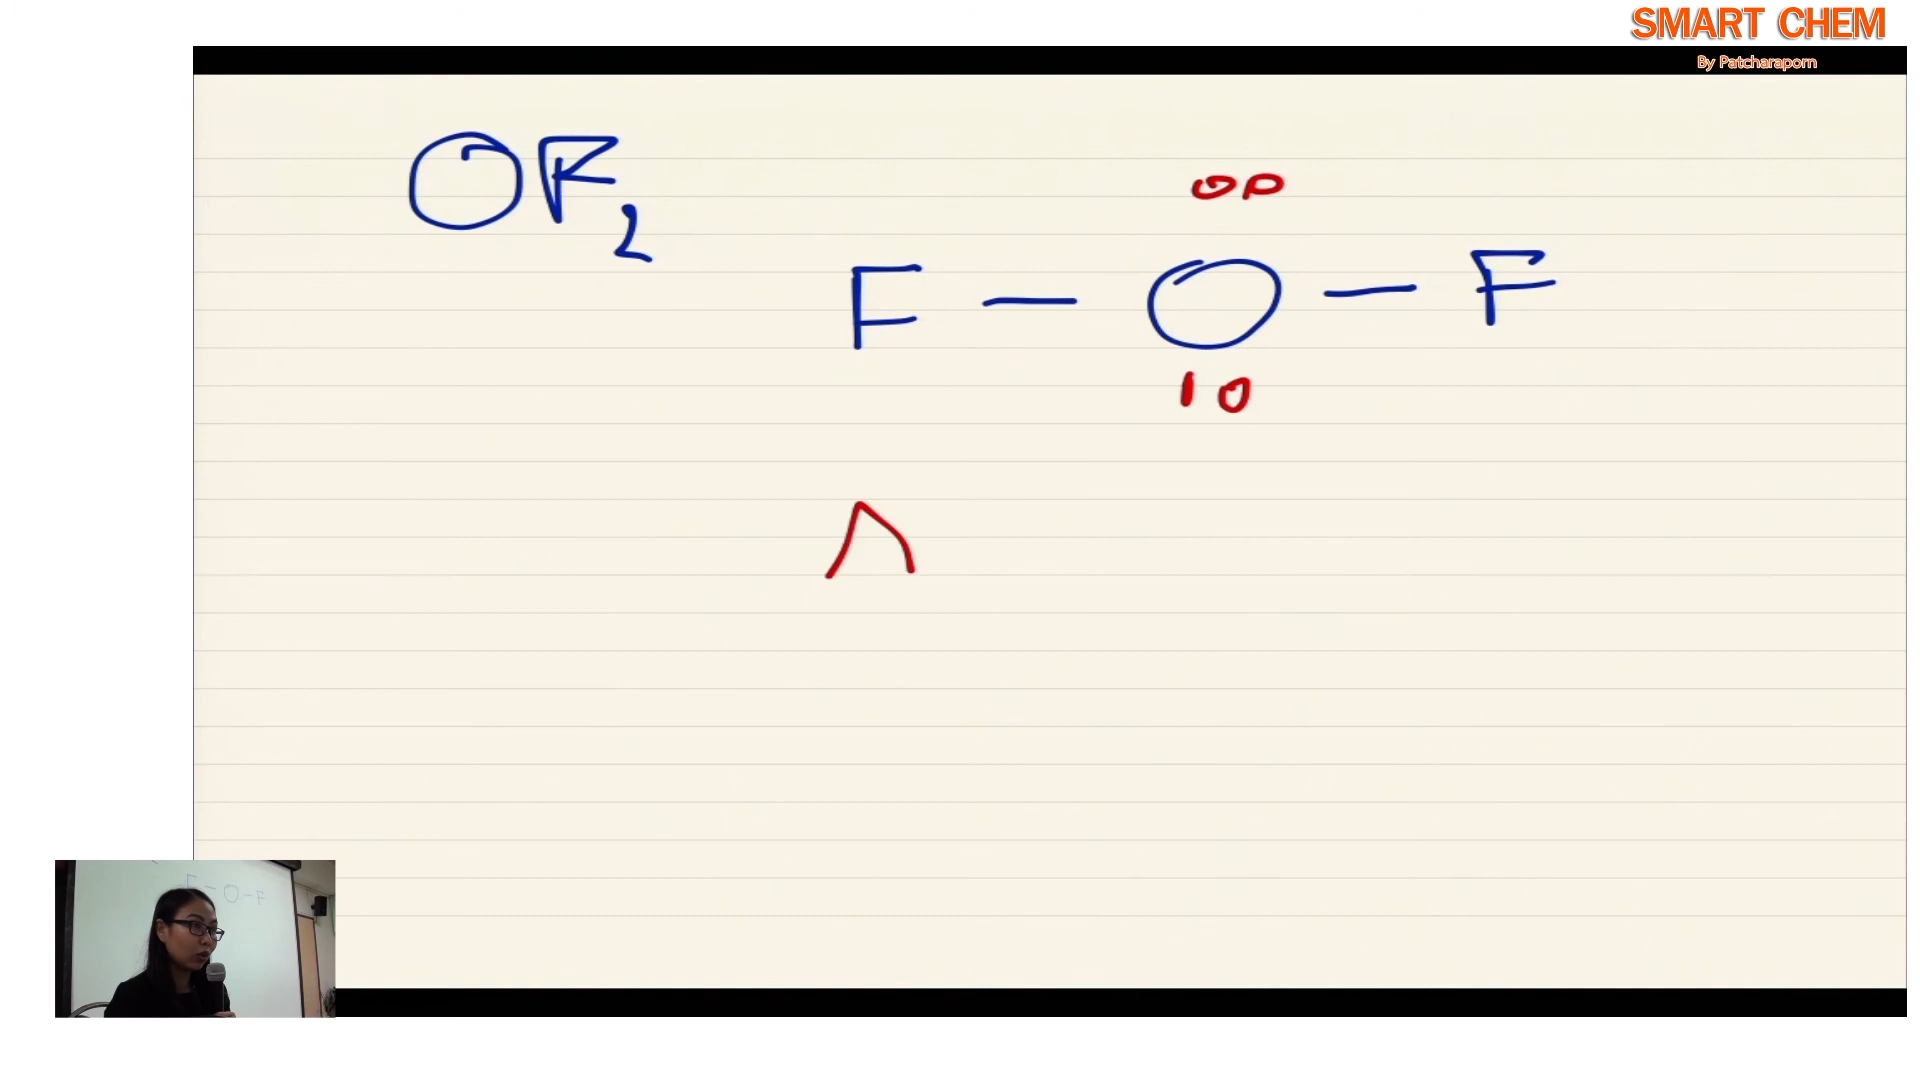 SMART CHEM
By Patcharaporn
OF2
F — O — F
F — O — F